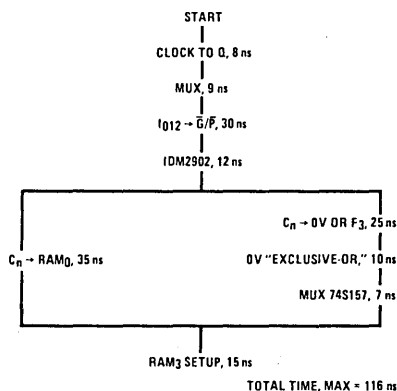 START
CLOCK TO Q, 8 ns
MUX, 9 ns
I012 → G̅/P̅, 30 ns
IDM2902, 12 ns
Cn → OV OR F3, 25 ns
Cn → RAM0, 35 ns
OV "EXCLUSIVE-OR," 10 ns
MUX 74S157, 7 ns
RAM3 SETUP, 15 ns
TOTAL TIME, MAX = 116 ns